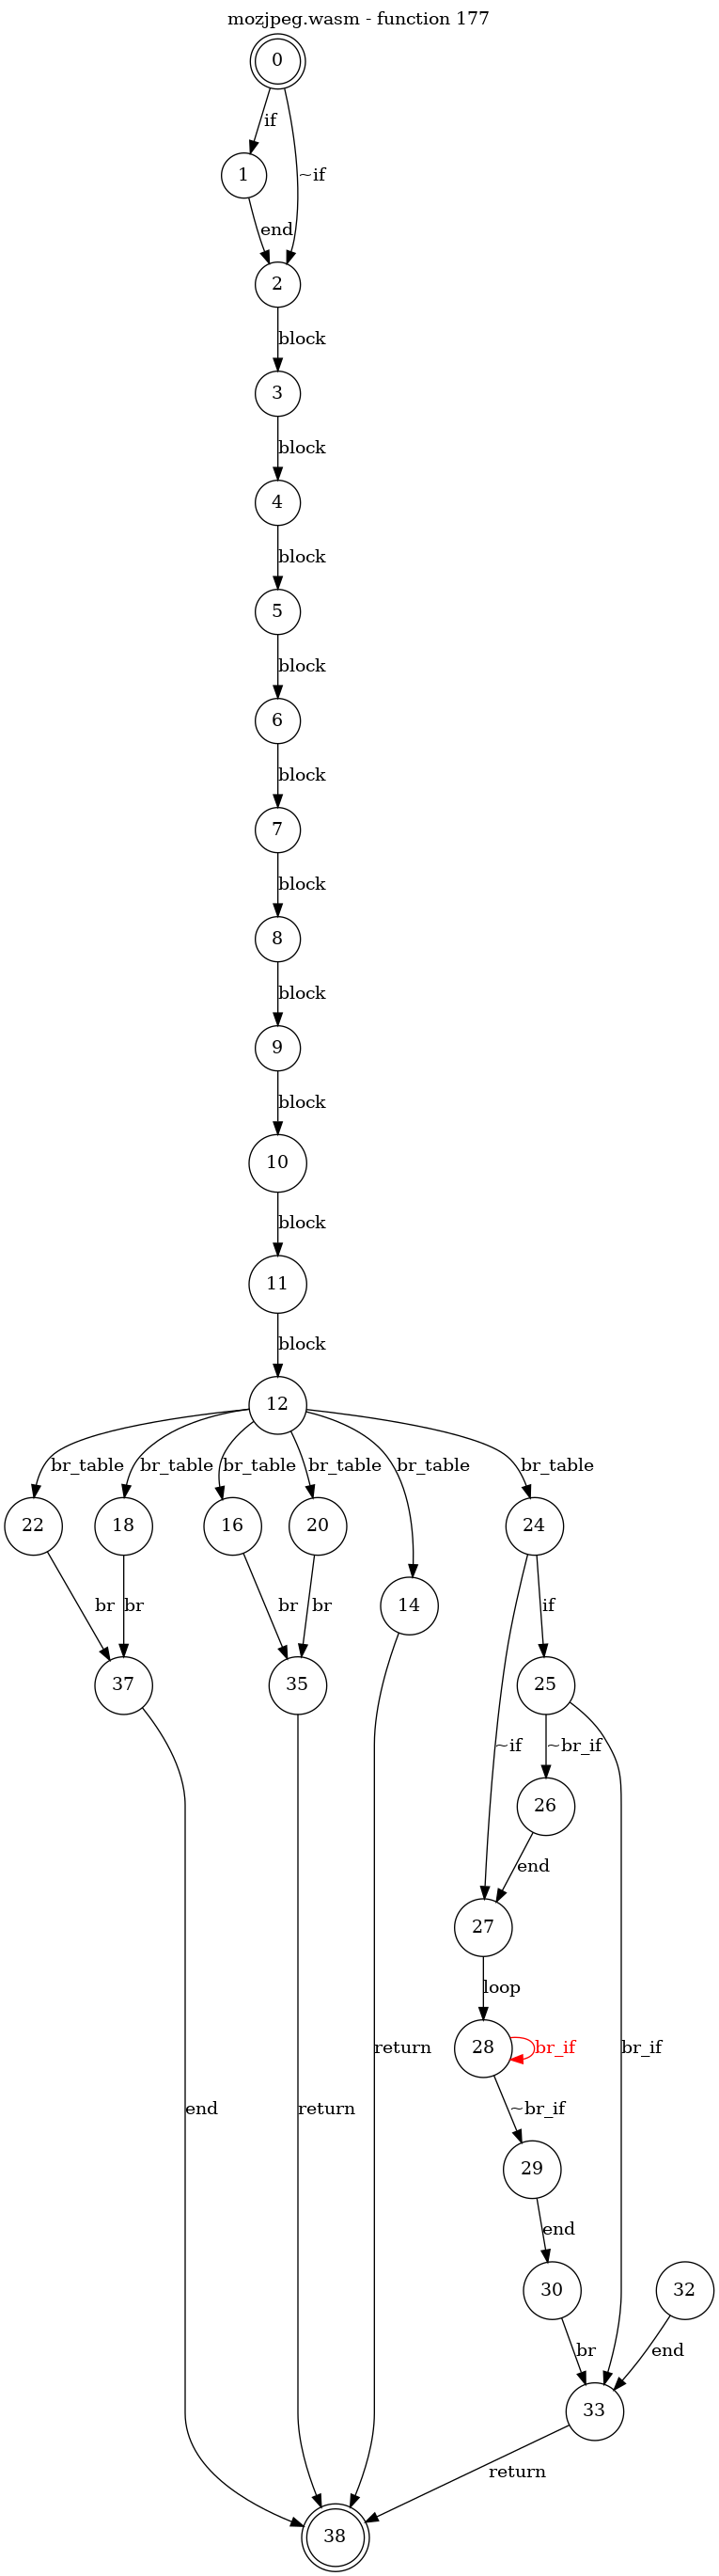 mozjpeg.wasm - function 177
0
if
1
~if
end
2
block
3
block
4
block
5
block
6
block
7
block
8
block
9
block
10
block
11
block
12
br_table br_table br_table br_table br_table br_table
22 18 16 20 24
14
br br br br if
37 35 25
~if ~br_if
26
end
27
loop
28 br_if
return br_if
end return ~br_if
29
end
30 32
br end
33
return
38